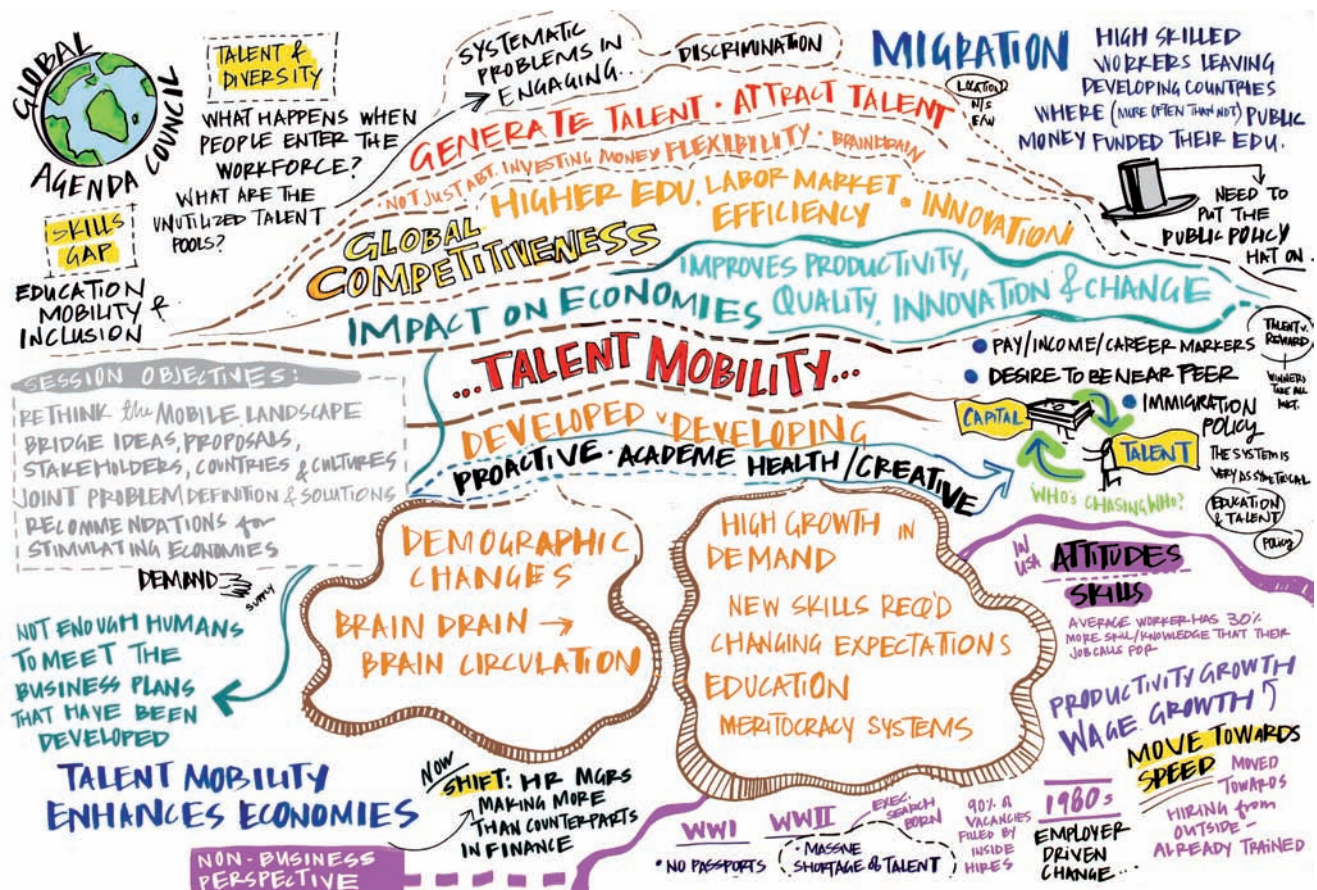 GLOBAL
AGENDA
COUNCIL
TALENT &
DIVERSITY
WHAT HAPPENS WHEN
PEOPLE ENTER THE
WORKFORCE?
WHAT ARE THE
UNUTILIZED TALENT
POOLS?
SKILLS
GAP
EDUCATION
MOBILITY &
INCLUSION
SYSTEMATIC
PROBLEMS IN
ENGAGING...
DISCRIMINATION
GENERATE TALENT · ATTRACT TALENT
NOT JUST ABT. INVESTING MONEY FLEXIBILITY · BRAINDRAIN
HIGHER EDU. LABOR MARKET
EFFICIENCY
· INNOVATION
GLOBAL
COMPETITIVENESS
IMPACT ON ECONOMIES
IMPROVES PRODUCTIVITY,
QUALITY, INNOVATION & CHANGE
MIGRATION
LOCATION
N/S
E/W
HIGH SKILLED
WORKERS LEAVING
DEVELOPING COUNTRIES
WHERE (MORE OFTEN THAN NOT) PUBLIC
MONEY FUNDED THEIR EDU.
NEED TO
PUT THE
PUBLIC POLICY
HAT ON.
...TALENT MOBILITY...
DEVELOPED v DEVELOPING
PROACTIVE · ACADEME HEALTH/CREATIVE
SESSION OBJECTIVES:
RETHINK the MOBILE LANDSCAPE
BRIDGE IDEAS, PROPOSALS,
STAKEHOLDERS, COUNTRIES & CULTURES
JOINT PROBLEM DEFINITION & SOLUTIONS
RECOMMENDATIONS for
STIMULATING ECONOMIES
DEMAND
SUPPLY
NOT ENOUGH HUMANS
TO MEET THE
BUSINESS PLANS
THAT HAVE BEEN
DEVELOPED
TALENT MOBILITY
ENHANCES ECONOMIES
DEMOGRAPHIC
CHANGES
BRAIN DRAIN →
BRAIN CIRCULATION
HIGH GROWTH IN
DEMAND
NEW SKILLS REQ'D
CHANGING EXPECTATIONS
EDUCATION
MERITOCRACY SYSTEMS
• PAY/INCOME/CAREER MARKERS
• DESIRE TO BE NEAR PEER
• IMMIGRATION
POLICY
TALENT v.
REWARD
WINNERS
TAKE ALL
MKT.
CAPITAL
TALENT
WHO'S CHASING WHO?
THE SYSTEM IS
VERY ASSYMETRICAL
EDUCATION
& TALENT
POLICY
IN
USA
ATTITUDES
SKILLS
AVERAGE WORKER HAS 30%
MORE SKILL/KNOWLEDGE THAT THEIR
JOB CALLS FOR
PRODUCTIVITY GROWTH
WAGE GROWTH
MOVE TOWARDS
SPEED
MOVED
TOWARDS
HIRING from
OUTSIDE -
ALREADY TRAINED
NOW
SHIFT: HR MGRS
MAKING MORE
THAN COUNTERPARTS
IN FINANCE
NON-BUSINESS
PERSPECTIVE
WWI
• NO PASSPORTS
WWII
• MASSIVE
SHORTAGE of TALENT
EXEC.
SEARCH
BORN
90% of
VACANCIES
FILLED BY
INSIDE
HIRES
1980s
EMPLOYER
DRIVEN
CHANGE...